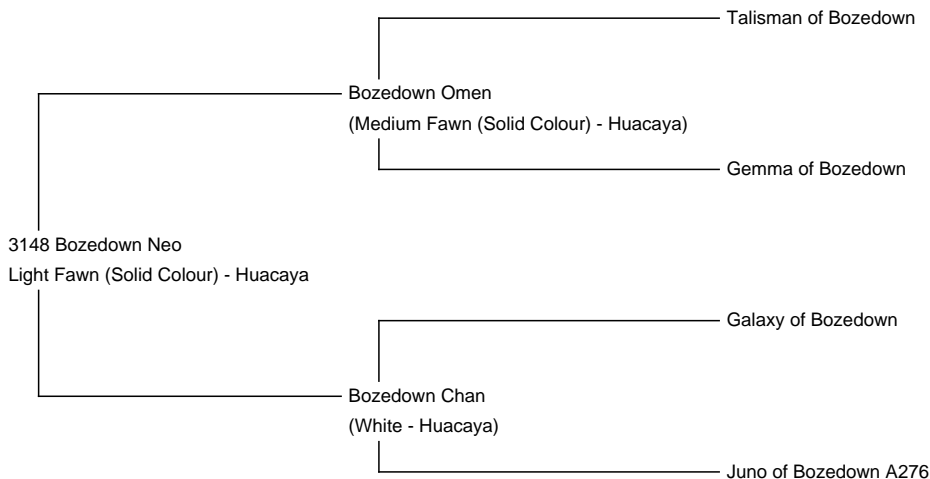 Talisman of Bozedown
Bozedown Omen
(Medium Fawn (Solid Colour) - Huacaya)
Gemma of Bozedown
3148 Bozedown Neo
Light Fawn (Solid Colour) - Huacaya
Galaxy of Bozedown
Bozedown Chan
(White - Huacaya)
Juno of Bozedown A276